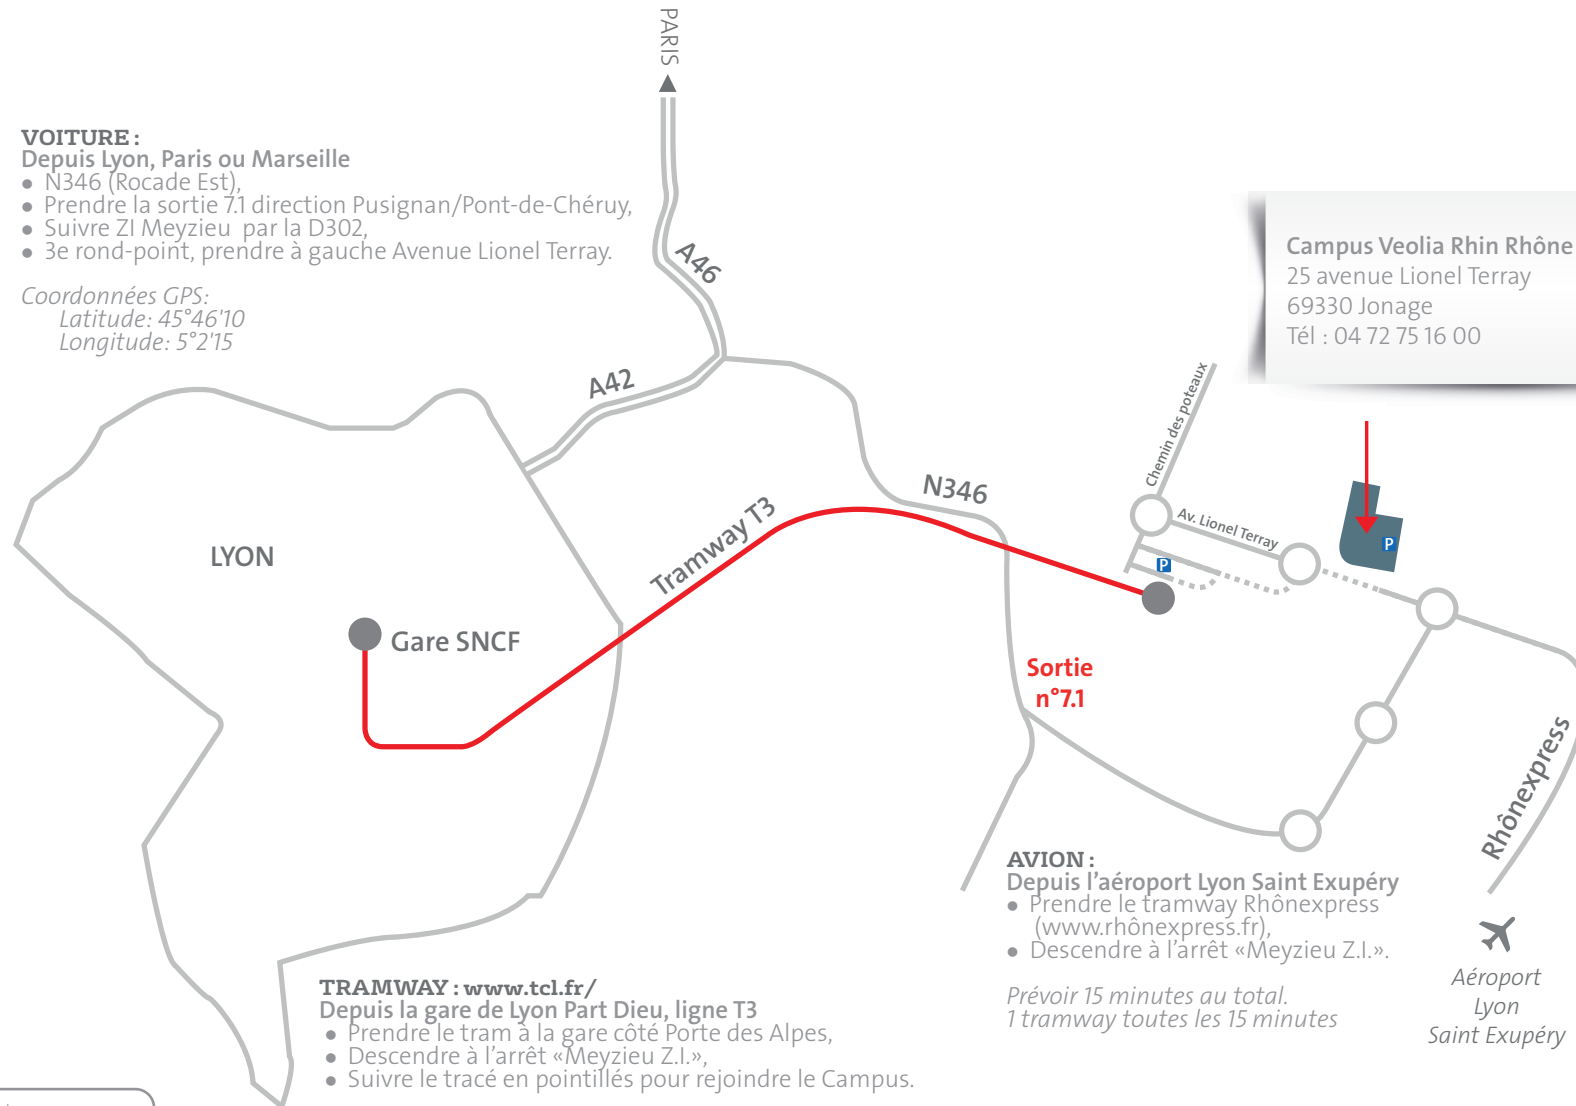 PARIS
VOITURE :
Depuis Lyon, Paris ou Marseille
• N346 (Rocade Est),
• Prendre la sortie 7.1 direction Pusignan/Pont-de-Chéruy,
• Suivre ZI Meyzieu par la D302,
• 3e rond-point, prendre à gauche Avenue Lionel Terray.
Coordonnées GPS:
Latitude: 45°46'10
Longitude: 5°2'15
A46
A42
Campus Veolia Rhin Rhône
25 avenue Lionel Terray
69330 Jonage
Tél : 04 72 75 16 00
Chemin des poteaux
N346
Av. Lionel Terray
P
P
Tramway T3
LYON
Gare SNCF
Sortie
n°7.1
Rhônexpress
AVION :
Depuis l'aéroport Lyon Saint Exupéry
• Prendre le tramway Rhônexpress
(www.rhônexpress.fr),
• Descendre à l'arrêt «Meyzieu Z.I.».
Prévoir 15 minutes au total.
1 tramway toutes les 15 minutes
Aéroport
Lyon
Saint Exupéry
TRAMWAY : www.tcl.fr/
Depuis la gare de Lyon Part Dieu, ligne T3
• Prendre le tram à la gare côté Porte des Alpes,
• Descendre à l'arrêt «Meyzieu Z.I.»,
• Suivre le tracé en pointillés pour rejoindre le Campus.